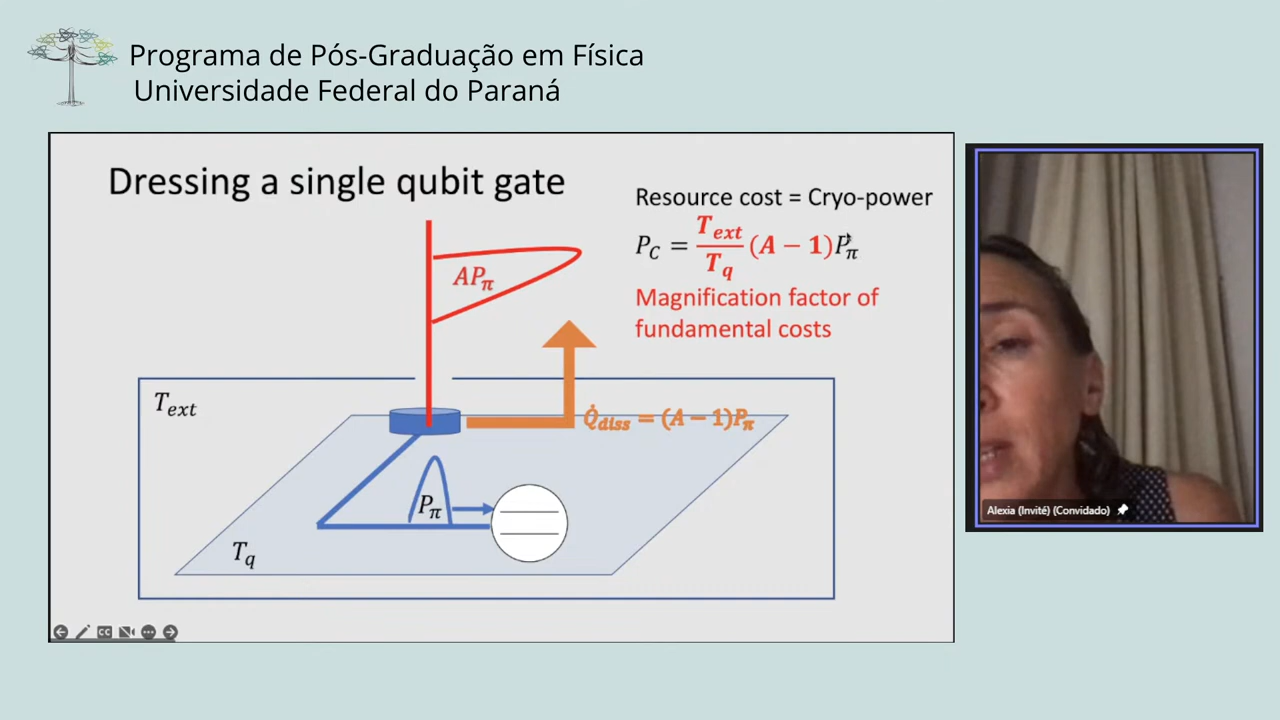 Programa de Pós-Graduação em Física
Universidade Federal do Paraná
Dressing a single qubit gate
Resource cost = Cryo-power
P_C = T_ext/T_q (A − 1)P_π
Magnification factor of
fundamental costs
AP_π
T_ext
Q̇_diss = (A − 1)P_π
P_π
T_q
CC
Alexia (Invité) (Convidado)